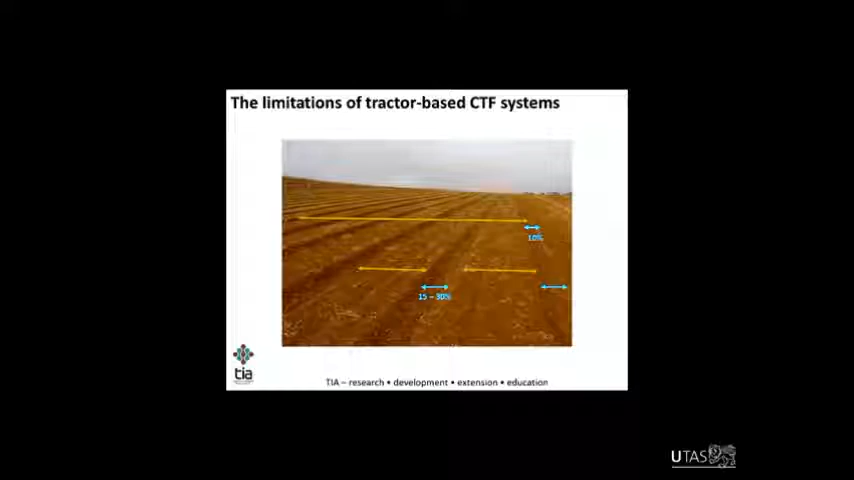 The limitations of tractor-based CTF systems
10%
15 – 30%
tia
TIA – research • development • extension • education
UTAS